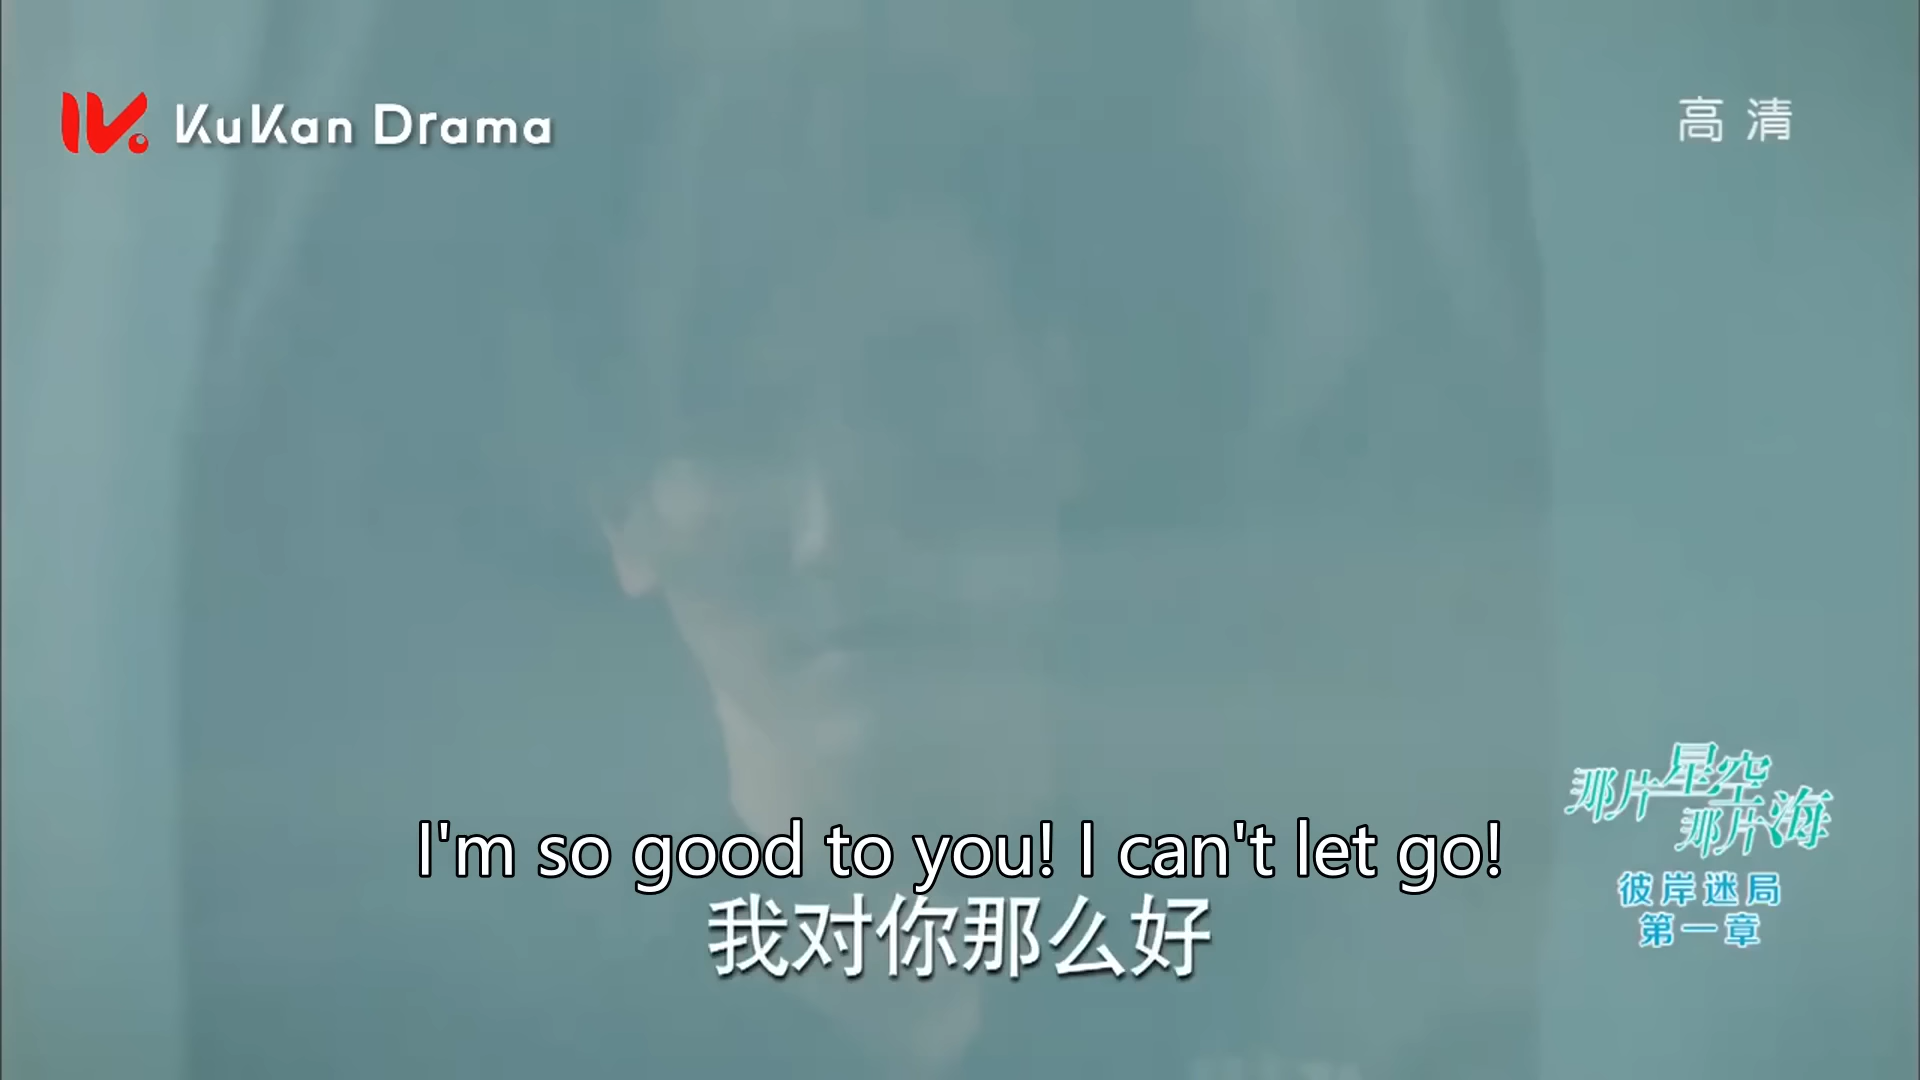 KuKan Drama
高清
I'm so good to you! I can't let go!
我对你那么好
那片星空
那片海
彼岸迷局
第一章